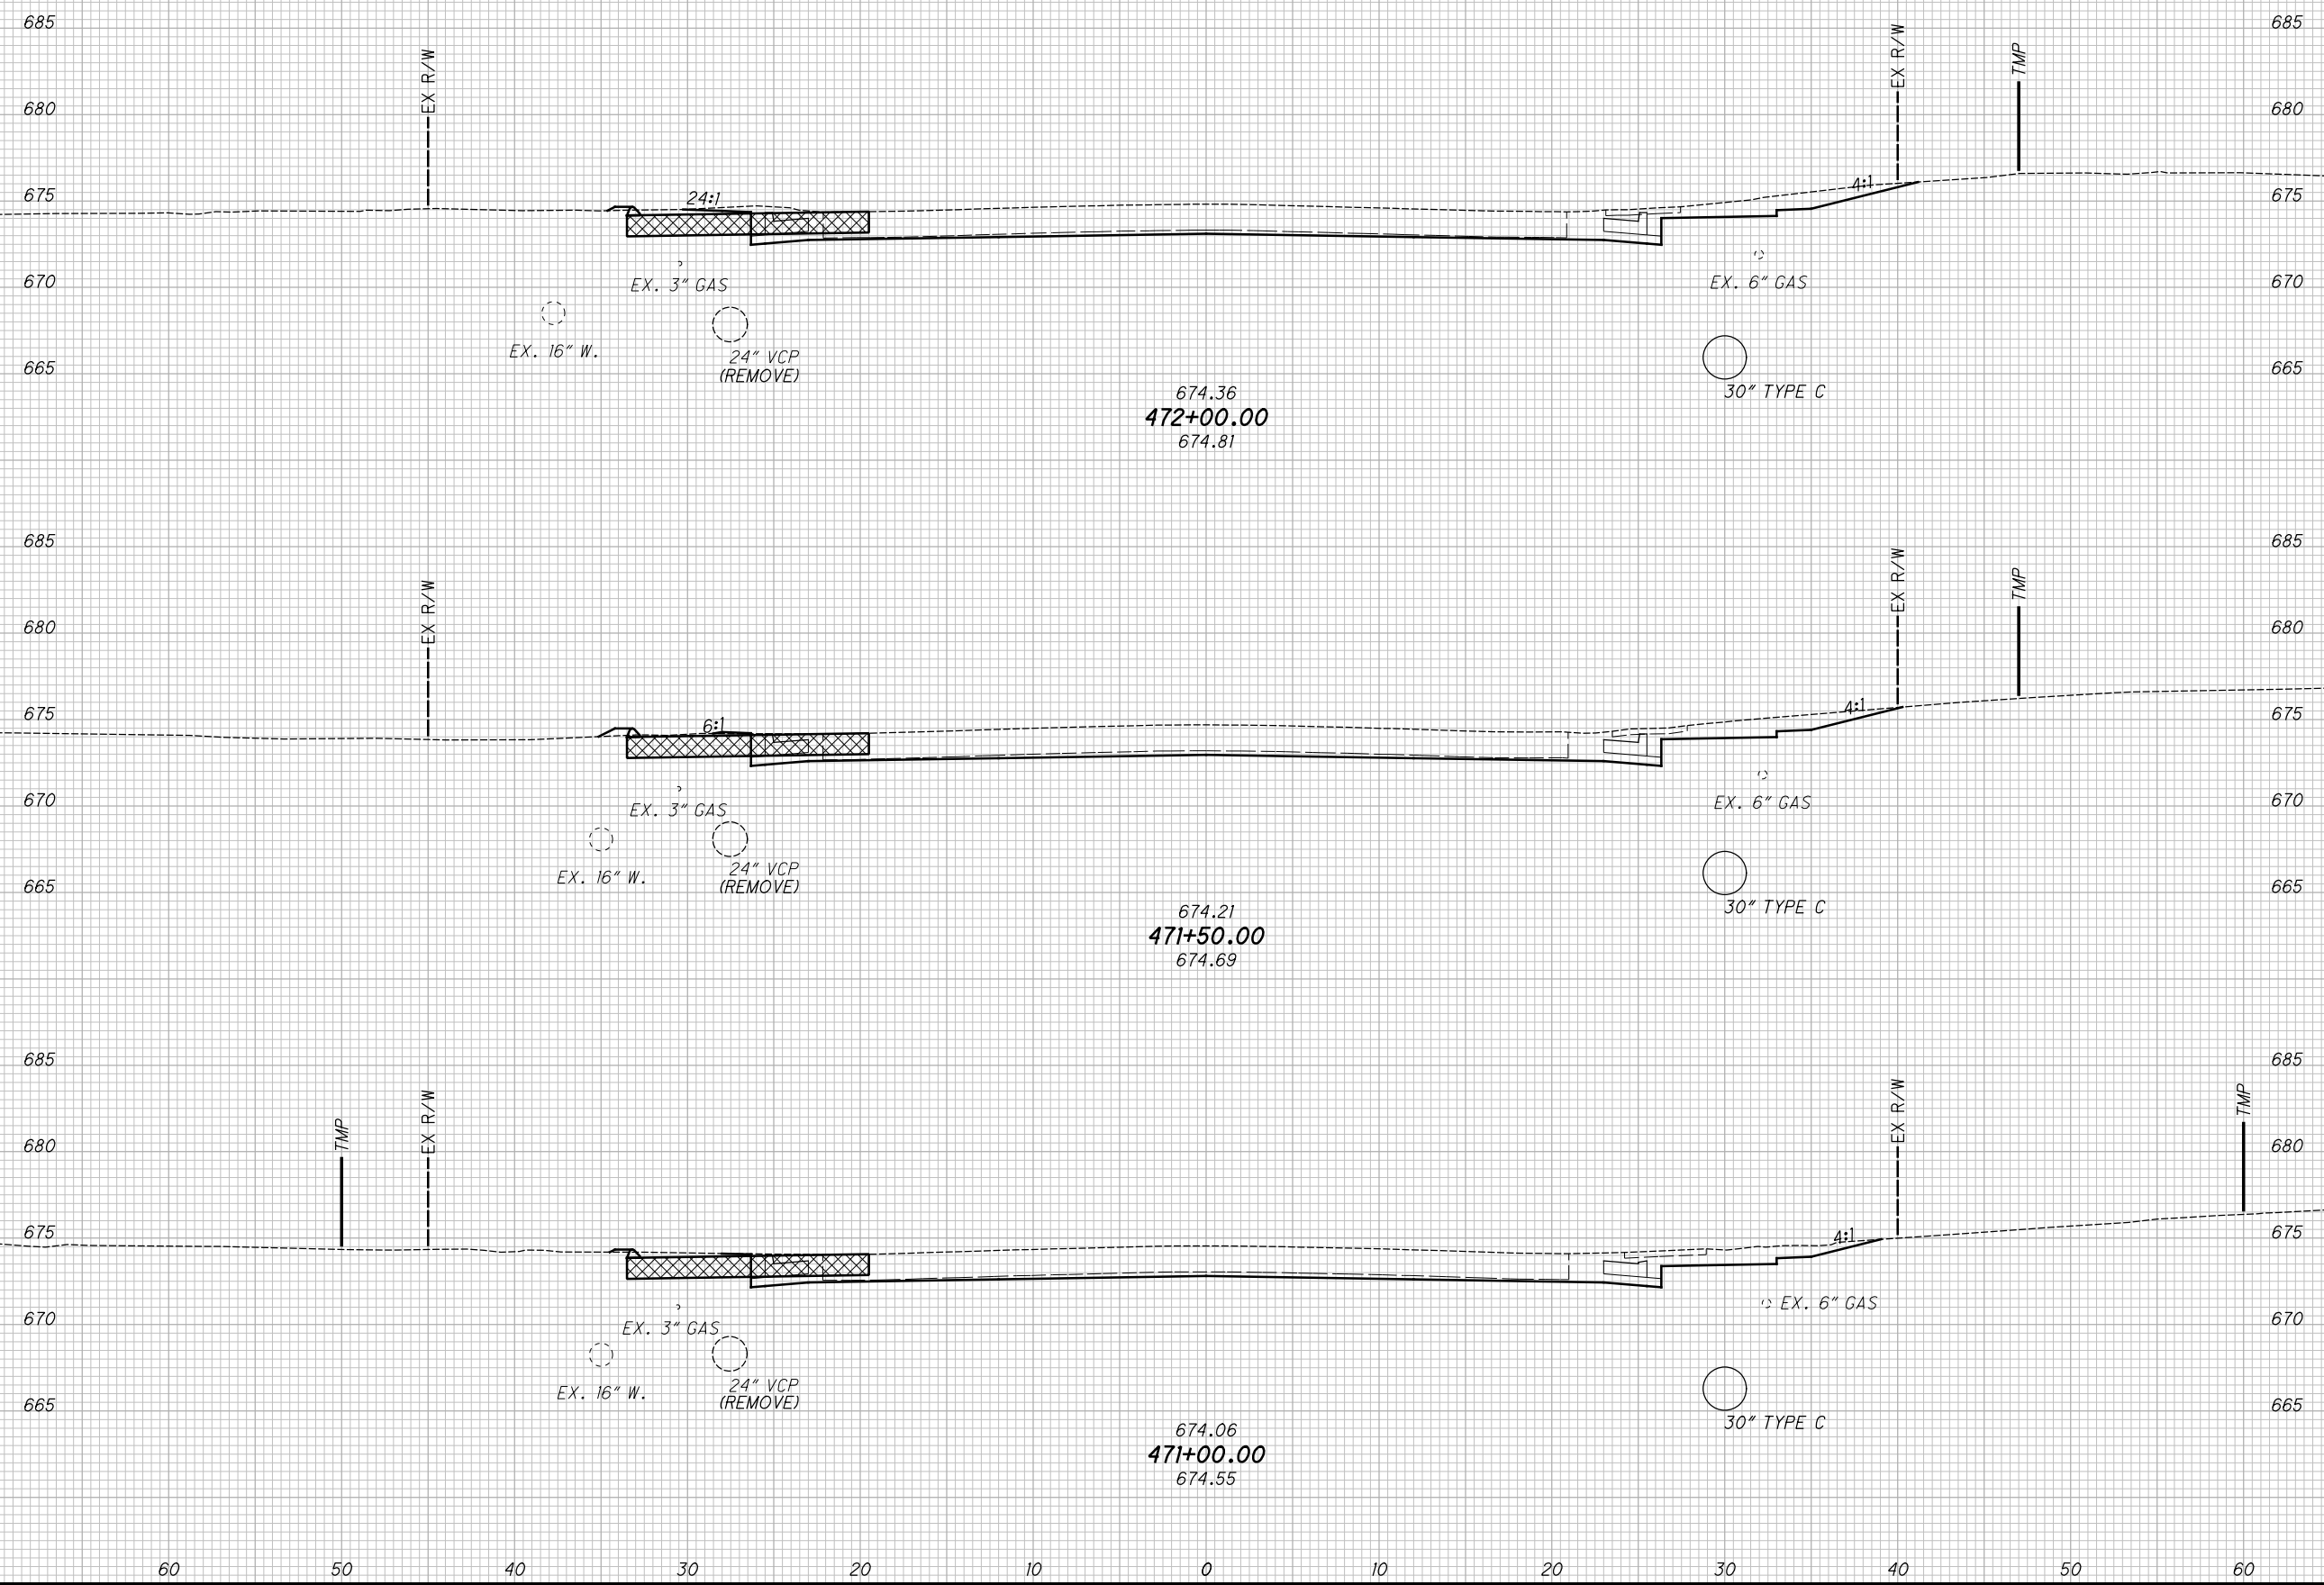 685 685
EX R/W EX R/W TMP
680 680
675 24:1 4:1 675
670 EX. 3" GAS EX. 6" GAS 670
EX. 16" W.
24" VCP
(REMOVE)
665 665
674.36
30" TYPE C
472+00.00
674.81
685 685
EX R/W EX R/W TMP
680 680
675 6:1 4:1 675
670 EX. 3" GAS EX. 6" GAS 670
EX. 16" W.
24" VCP
(REMOVE)
665 665
674.21
30" TYPE C
471+50.00
674.69
685 685
TMP EX R/W EX R/W TMP
680 680
675 4:1 675
670 EX. 3" GAS EX. 6" GAS 670
EX. 16" W.
24" VCP
(REMOVE)
665 665
674.06
30" TYPE C
471+00.00
674.55
60 50 40 30 20 10 0 10 20 30 40 50 60